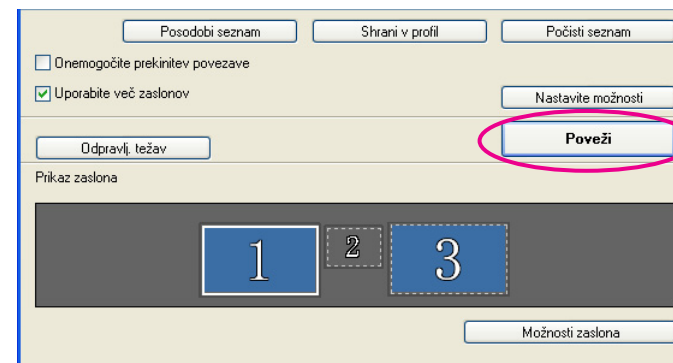 Posodobi seznam Shrani v profil Počisti seznam
Onemogočite prekinitev povezave
Uporabite več zaslonov
Nastavite možnosti
Poveži
Odpravlj. težav
Prikaz zaslona
1 2 3
Možnosti zaslona